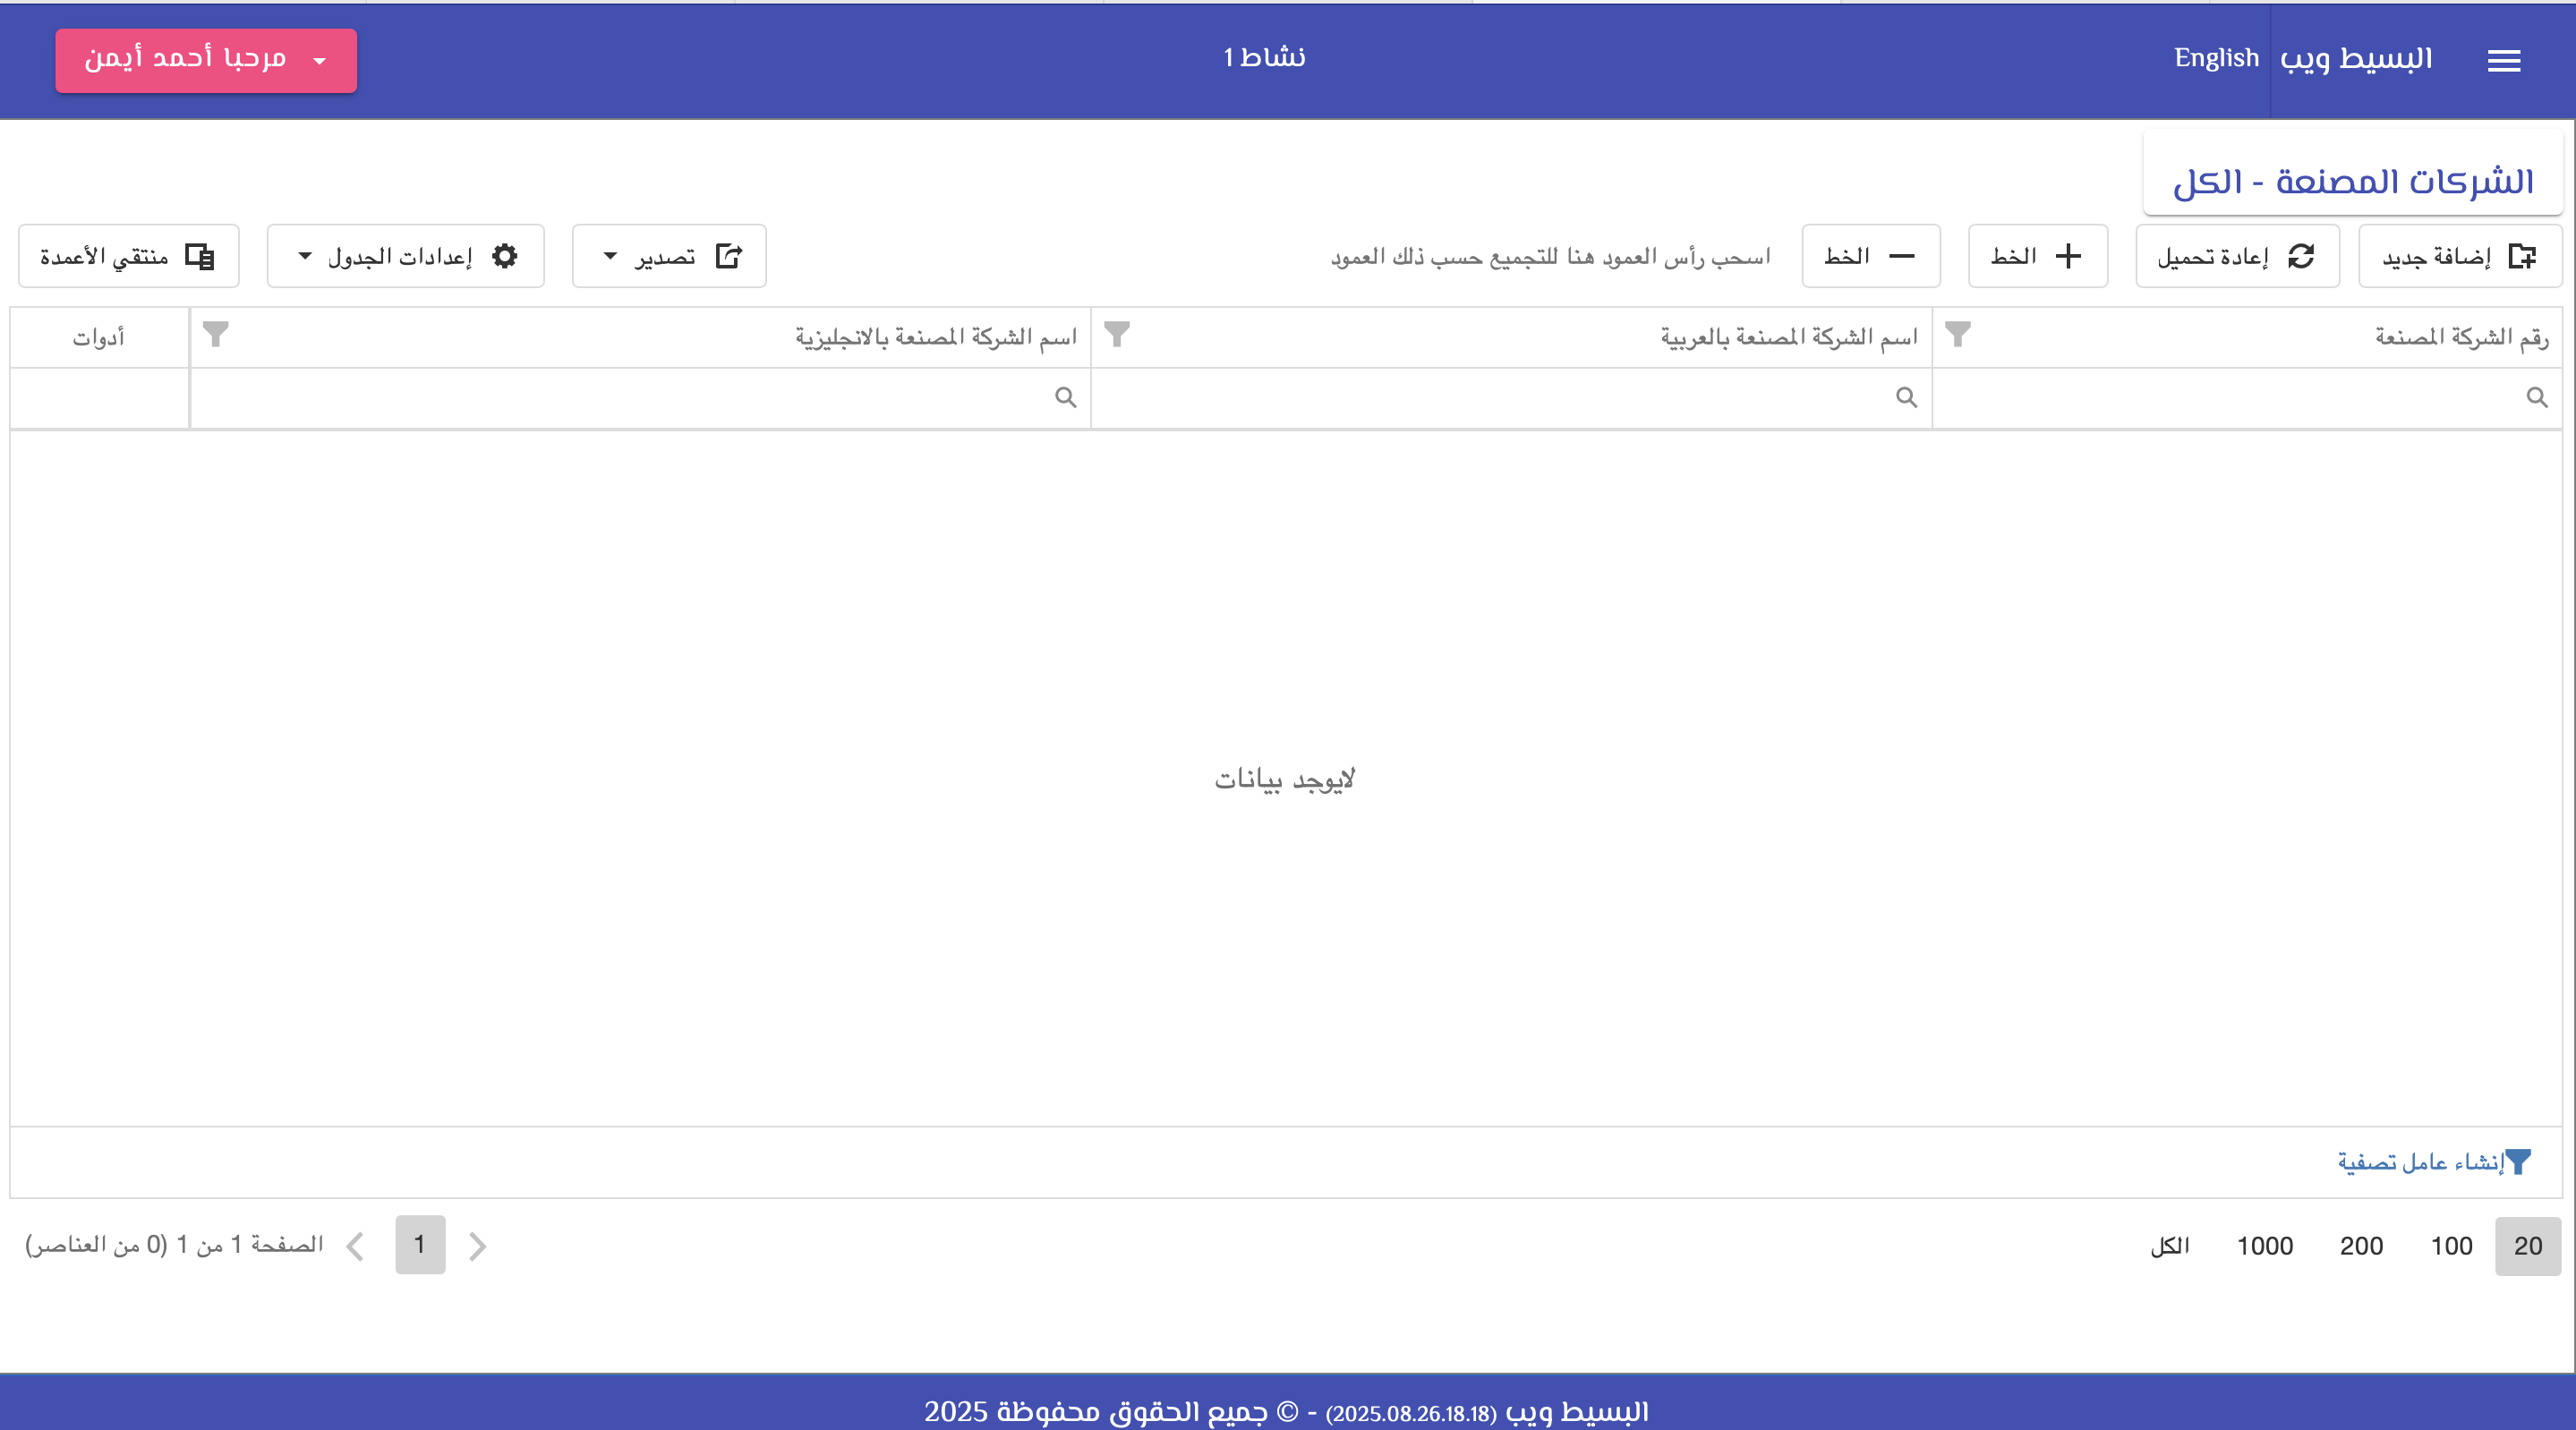 البسيط ويب English نشاط 1 مرحبا أحمد أيمن
الشركات المصنعة - الكل
إضافة جديد إعادة تحميل الخط الخط اسحب رأس العمود هنا للتجميع حسب ذلك العمود تصدير إعدادات الجدول منتقي الأعمدة
رقم الشركة المصنعة اسم الشركة المصنعة بالعربية اسم الشركة المصنعة بالانجليزية أدوات
لايوجد بيانات
إنشاء عامل تصفية
20 100 200 1000 الكل 1 الصفحة 1 من 1 (0 من العناصر)
البسيط ويب (2025.08.26.18.18) - © جميع الحقوق محفوظة 2025